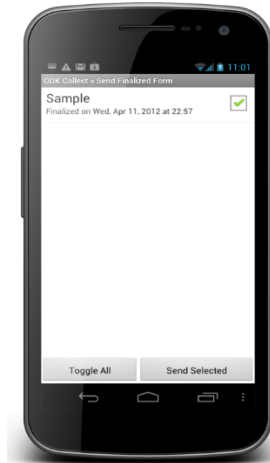 11:01
ODK Collect > Send Finalized Form
Sample
Finalized on Wed, Apr 11, 2012 at 22:57
Toggle All
Send Selected